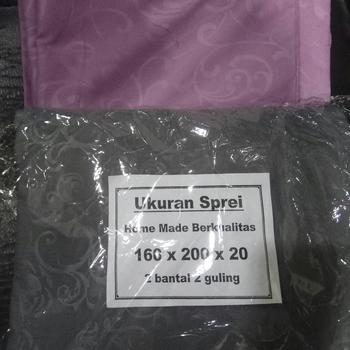 Ukuran Sprei
Home Made Berkualitas
160 x 200 x 20
2 bantal 2 guling